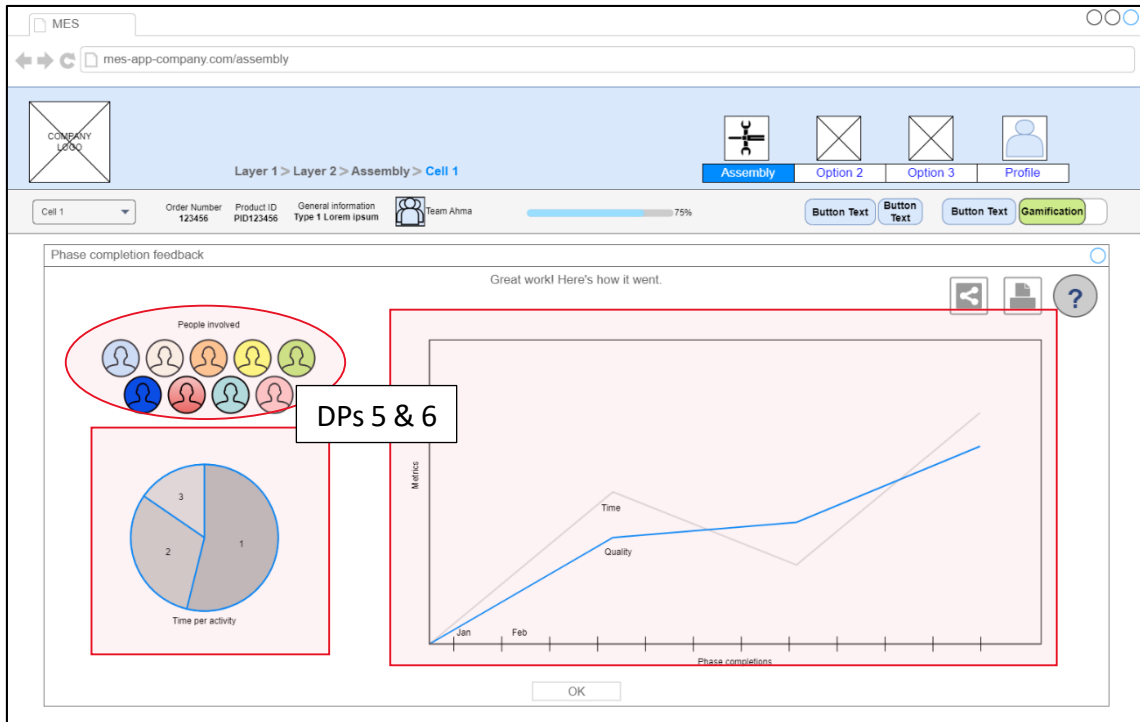 MES
mes-app-company.com/assembly
COMPANY
LOGO
Layer 1 > Layer 2 > Assembly > Cell 1
Assembly
Option 2
Option 3
Profile
Cell 1
Order Number
123456
Product ID
PID123456
General information
Type 1 Lorem ipsum
Team Ahma
75%
Button Text
Button
Text
Button Text
Gamification
Phase completion feedback
Great work! Here's how it went.
?
People involved
DPs 5 & 6
3
2
1
Time per activity
Metrics
Time
Quality
Jan
Feb
Phase completions
OK